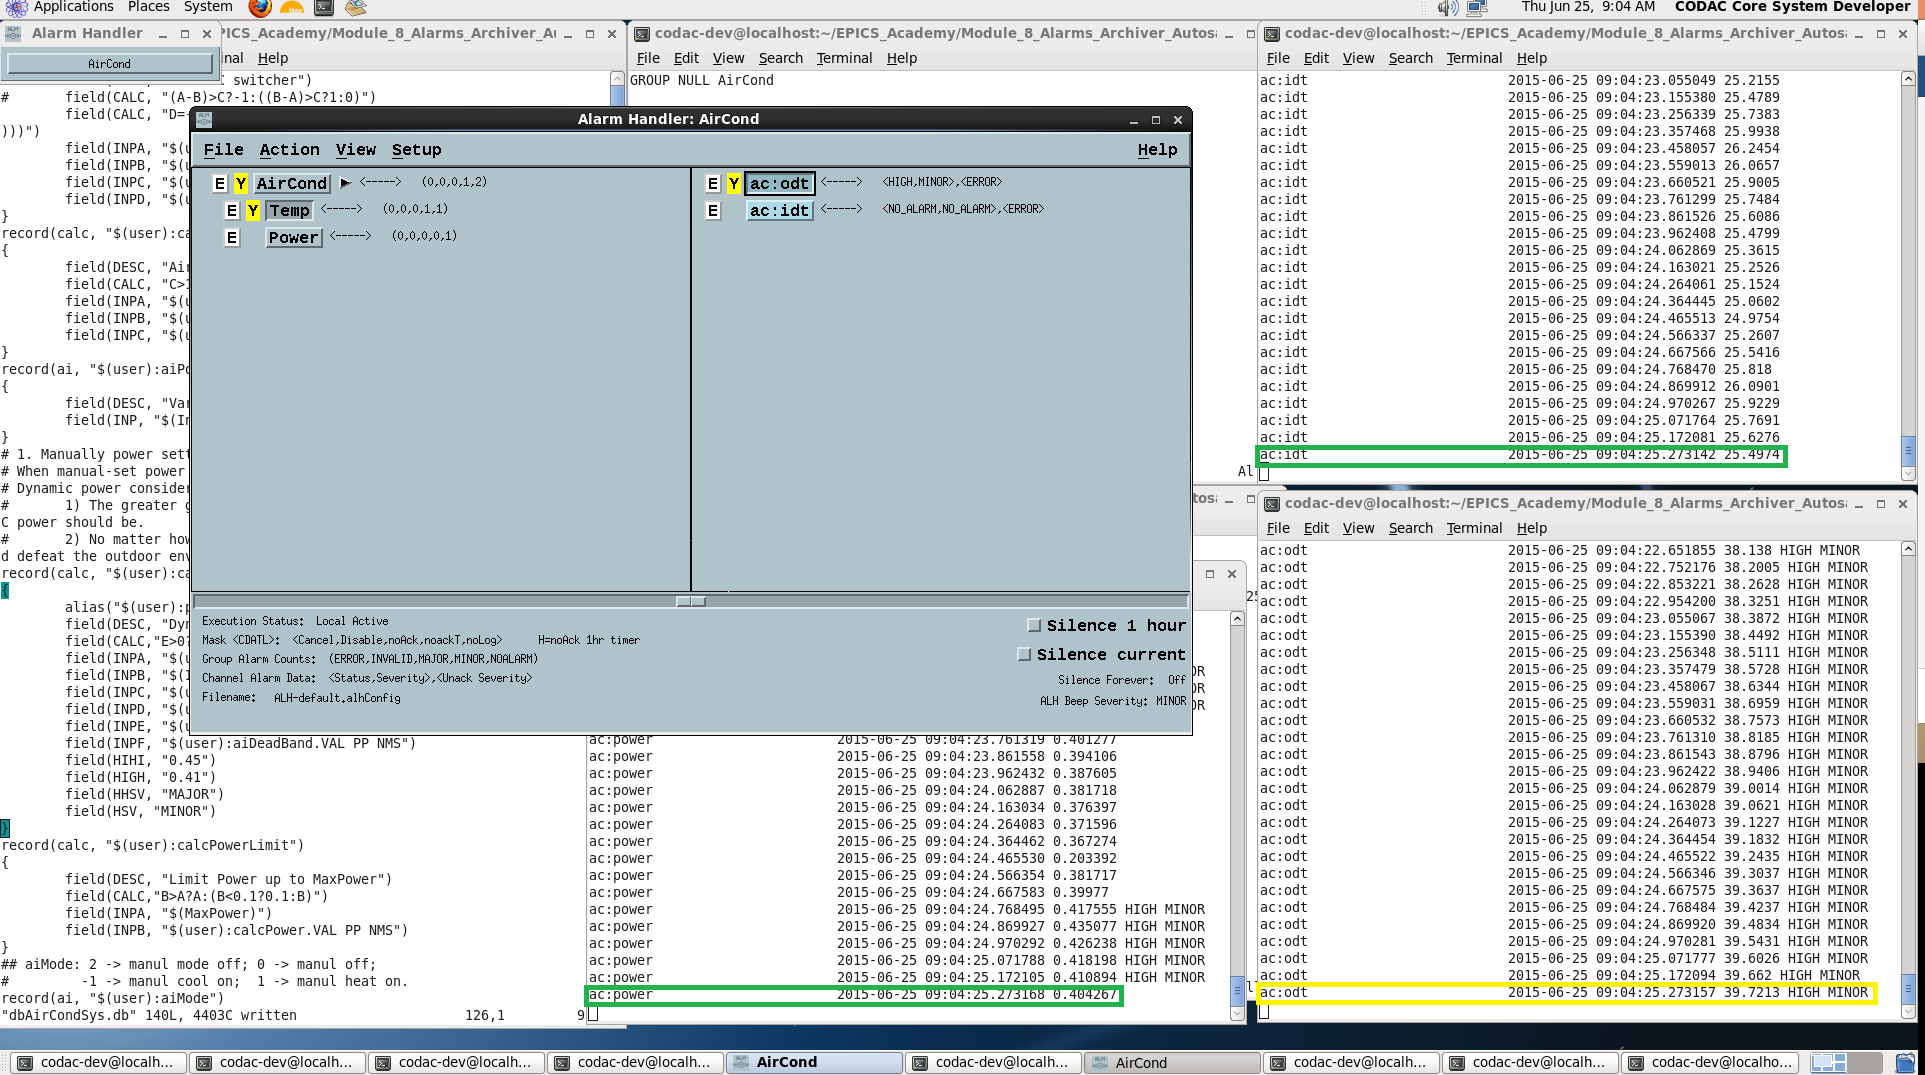 Applications Places System
Thu Jun 25, 9:04 AM CODAC Core System Developer
Alarm Handler
AirCond
PICS_Academy/Module_8_Alarms_Archiver_Au
nal Help
C switcher")
# field(CALC, "(A-B)>C?-1:((B-A)>C?1:0)")
field(CALC, "D=
)))")
field(INPA, "$(u
field(INPB, "$(u
field(INPC, "$(u
field(INPD, "$(u
}
record(calc, "$(user):ca
{
field(DESC, "Air
field(CALC, "C>1
field(INPA, "$(u
field(INPB, "$(u
field(INPC, "$(u
}
record(ai, "$(user):aiPo
{
field(DESC, "Var
field(INP, "$(In
}
# 1. Manually power sett
# When manual-set power
# Dynamic power consider
# 1) The greater g
C power should be.
# 2) No matter how
d defeat the outdoor env
record(calc, "$(user):ca
{
alias("$(user):p
field(DESC, "Dyn
field(CALC,"E>0?
field(INPA, "$(u
field(INPB, "$(I
field(INPC, "$(u
field(INPD, "$(u
field(INPE, "$(u
field(INPF, "$(user):aiDeadBand.VAL PP NMS")
field(HIHI, "0.45")
field(HIGH, "0.41")
field(HHSV, "MAJOR")
field(HSV, "MINOR")
}
record(calc, "$(user):calcPowerLimit")
{
field(DESC, "Limit Power up to MaxPower")
field(CALC,"B>A?A:(B<0.1?0.1:B)")
field(INPA, "$(MaxPower)")
field(INPB, "$(user):calcPower.VAL PP NMS")
}
## aiMode: 2 -> manul mode off; 0 -> manul off;
# -1 -> manul cool on; 1 -> manul heat on.
record(ai, "$(user):aiMode")
"dbAirCondSys.db" 140L, 4403C written 126,1 9
codac-dev@localhost:~/EPICS_Academy/Module_8_Alarms_Archiver_Autosa
File Edit View Search Terminal Help
GROUP NULL AirCond
Al
Alarm Handler: AirCond
File Action View Setup Help
E Y AirCond <-----> (0,0,0,1,2)
E Y Temp <-----> (0,0,0,1,1)
E Power <-----> (0,0,0,0,1)
E Y ac:odt <-----> <HIGH,MINOR>,<ERROR>
E ac:idt <-----> <NO_ALARM,NO_ALARM>,<ERROR>
Execution Status: Local Active
Mask <CDATL>: <Cancel,Disable,noAck,noackT,noLog> H=noAck 1hr timer
Group Alarm Counts: (ERROR,INVALID,MAJOR,MINOR,NOALARM)
Channel Alarm Data: <Status,Severity>,<Unack Severity>
Filename: ALH-default.alhConfig
Silence 1 hour
Silence current
Silence Forever: Off
ALH Beep Severity: MINOR
OR
OR
OR
ac:power 2015-06-25 09:04:23.761319 0.401277
ac:power 2015-06-25 09:04:23.861558 0.394106
ac:power 2015-06-25 09:04:23.962432 0.387605
ac:power 2015-06-25 09:04:24.062887 0.381718
ac:power 2015-06-25 09:04:24.163034 0.376397
ac:power 2015-06-25 09:04:24.264083 0.371596
ac:power 2015-06-25 09:04:24.364462 0.367274
ac:power 2015-06-25 09:04:24.465530 0.203392
ac:power 2015-06-25 09:04:24.566354 0.381717
ac:power 2015-06-25 09:04:24.667583 0.39977
ac:power 2015-06-25 09:04:24.768495 0.417555 HIGH MINOR
ac:power 2015-06-25 09:04:24.869927 0.435077 HIGH MINOR
ac:power 2015-06-25 09:04:24.970292 0.426238 HIGH MINOR
ac:power 2015-06-25 09:04:25.071788 0.418198 HIGH MINOR
ac:power 2015-06-25 09:04:25.172105 0.410894 HIGH MINOR
ac:power 2015-06-25 09:04:25.273168 0.404267
codac-dev@localhost:~/EPICS_Academy/Module_8_Alarms_Archiver_Autosa
File Edit View Search Terminal Help
ac:idt 2015-06-25 09:04:23.055049 25.2155
ac:idt 2015-06-25 09:04:23.155380 25.4789
ac:idt 2015-06-25 09:04:23.256339 25.7383
ac:idt 2015-06-25 09:04:23.357468 25.9938
ac:idt 2015-06-25 09:04:23.458057 26.2454
ac:idt 2015-06-25 09:04:23.559013 26.0657
ac:idt 2015-06-25 09:04:23.660521 25.9005
ac:idt 2015-06-25 09:04:23.761299 25.7484
ac:idt 2015-06-25 09:04:23.861526 25.6086
ac:idt 2015-06-25 09:04:23.962408 25.4799
ac:idt 2015-06-25 09:04:24.062869 25.3615
ac:idt 2015-06-25 09:04:24.163021 25.2526
ac:idt 2015-06-25 09:04:24.264061 25.1524
ac:idt 2015-06-25 09:04:24.364445 25.0602
ac:idt 2015-06-25 09:04:24.465513 24.9754
ac:idt 2015-06-25 09:04:24.566337 25.2607
ac:idt 2015-06-25 09:04:24.667566 25.5416
ac:idt 2015-06-25 09:04:24.768470 25.818
ac:idt 2015-06-25 09:04:24.869912 26.0901
ac:idt 2015-06-25 09:04:24.970267 25.9229
ac:idt 2015-06-25 09:04:25.071764 25.7691
ac:idt 2015-06-25 09:04:25.172081 25.6276
ac:idt 2015-06-25 09:04:25.273142 25.4974
codac-dev@localhost:~/EPICS_Academy/Module_8_Alarms_Archiver_Autosa
File Edit View Search Terminal Help
ac:odt 2015-06-25 09:04:22.651855 38.138 HIGH MINOR
ac:odt 2015-06-25 09:04:22.752176 38.2005 HIGH MINOR
ac:odt 2015-06-25 09:04:22.853221 38.2628 HIGH MINOR
ac:odt 2015-06-25 09:04:22.954200 38.3251 HIGH MINOR
ac:odt 2015-06-25 09:04:23.055067 38.3872 HIGH MINOR
ac:odt 2015-06-25 09:04:23.155390 38.4492 HIGH MINOR
ac:odt 2015-06-25 09:04:23.256348 38.5111 HIGH MINOR
ac:odt 2015-06-25 09:04:23.357479 38.5728 HIGH MINOR
ac:odt 2015-06-25 09:04:23.458067 38.6344 HIGH MINOR
ac:odt 2015-06-25 09:04:23.559031 38.6959 HIGH MINOR
ac:odt 2015-06-25 09:04:23.660532 38.7573 HIGH MINOR
ac:odt 2015-06-25 09:04:23.761310 38.8185 HIGH MINOR
ac:odt 2015-06-25 09:04:23.861543 38.8796 HIGH MINOR
ac:odt 2015-06-25 09:04:23.962422 38.9406 HIGH MINOR
ac:odt 2015-06-25 09:04:24.062879 39.0014 HIGH MINOR
ac:odt 2015-06-25 09:04:24.163028 39.0621 HIGH MINOR
ac:odt 2015-06-25 09:04:24.264073 39.1227 HIGH MINOR
ac:odt 2015-06-25 09:04:24.364454 39.1832 HIGH MINOR
ac:odt 2015-06-25 09:04:24.465522 39.2435 HIGH MINOR
ac:odt 2015-06-25 09:04:24.566346 39.3037 HIGH MINOR
ac:odt 2015-06-25 09:04:24.667575 39.3637 HIGH MINOR
ac:odt 2015-06-25 09:04:24.768484 39.4237 HIGH MINOR
ac:odt 2015-06-25 09:04:24.869920 39.4834 HIGH MINOR
ac:odt 2015-06-25 09:04:24.970281 39.5431 HIGH MINOR
ac:odt 2015-06-25 09:04:25.071777 39.6026 HIGH MINOR
ac:odt 2015-06-25 09:04:25.172094 39.662 HIGH MINOR
ac:odt 2015-06-25 09:04:25.273157 39.7213 HIGH MINOR
codac-dev@localh... codac-dev@localh... codac-dev@localh... codac-dev@localh... AirCond codac-dev@localh... AirCond codac-dev@localh... codac-dev@localh... codac-dev@localho...